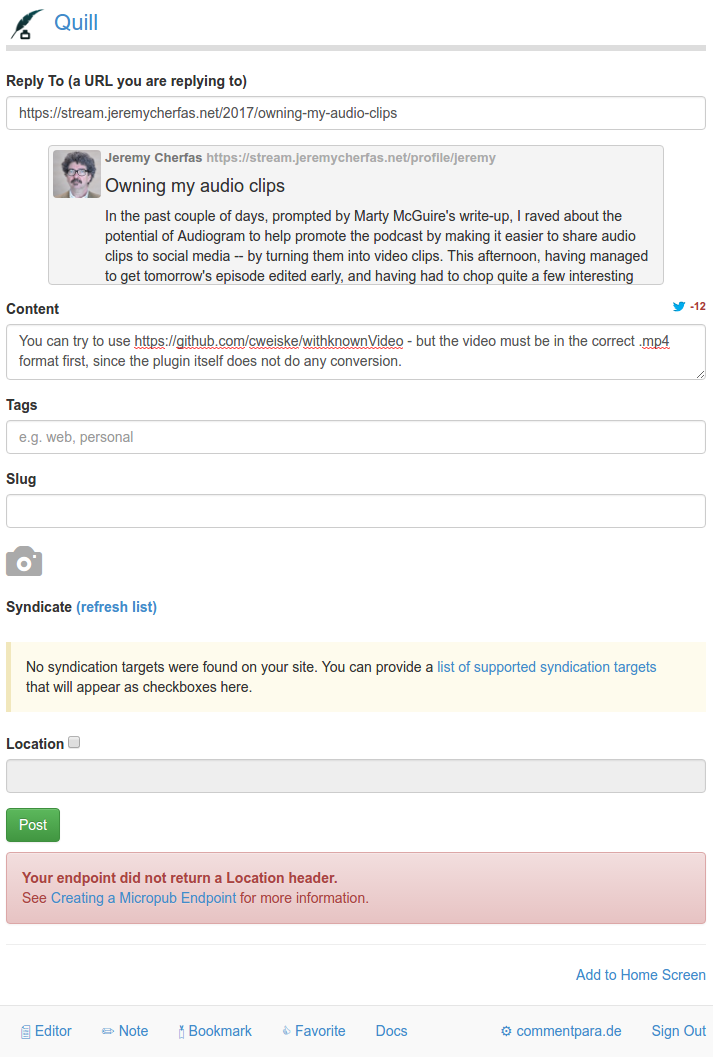 Quill
Reply To (a URL you are replying to)
https://stream.jeremycherfas.net/2017/owning-my-audio-clips
Jeremy Cherfas https://stream.jeremycherfas.net/profile/jeremy
Owning my audio clips
In the past couple of days, prompted by Marty McGuire's write-up, I raved about the
potential of Audiogram to help promote the podcast by making it easier to share audio
clips to social media -- by turning them into video clips. This afternoon, having managed
to get tomorrow's episode edited early, and having had to chop quite a few interesting
Content -12
You can try to use https://github.com/cweiske/withknownVideo - but the video must be in the correct .mp4
format first, since the plugin itself does not do any conversion.
Tags
e.g. web, personal
Slug
Syndicate (refresh list)
No syndication targets were found on your site. You can provide a list of supported syndication targets
that will appear as checkboxes here.
Location
Post
Your endpoint did not return a Location header.
See Creating a Micropub Endpoint for more information.
Add to Home Screen
Editor Note Bookmark Favorite Docs commentpara.de Sign Out